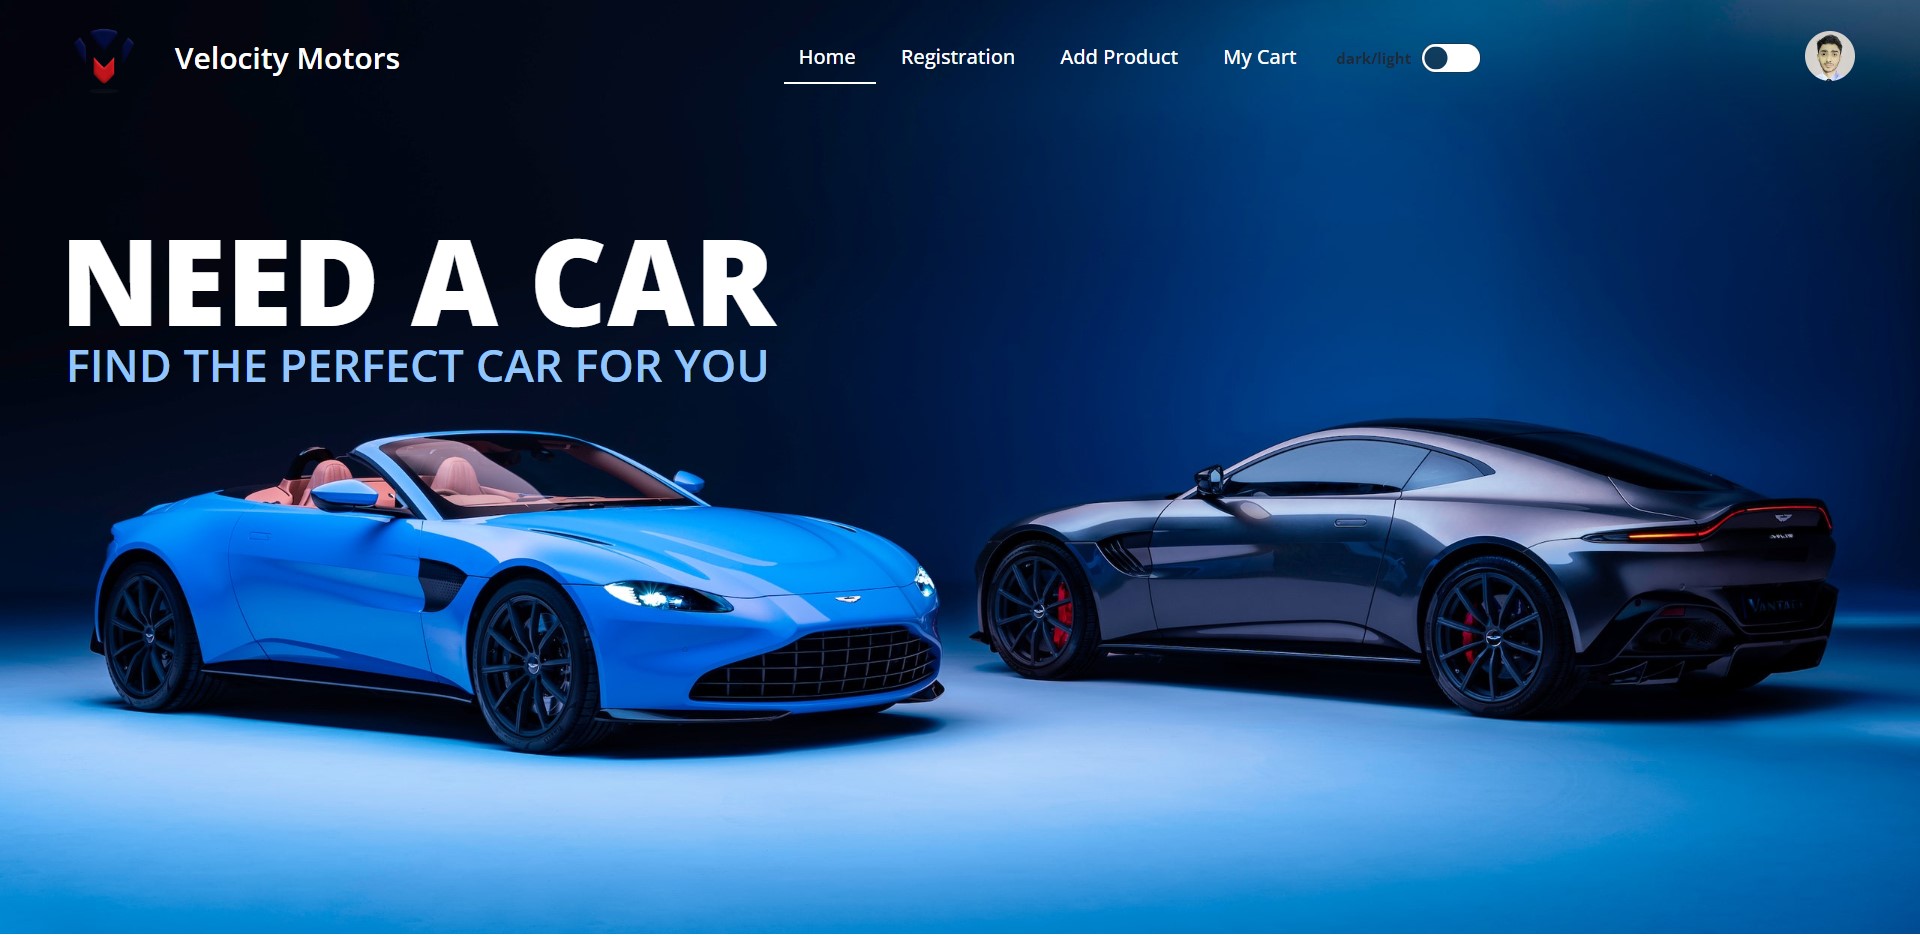 Velocity Motors
Home Registration Add Product My Cart dark/light
NEED A CAR
FIND THE PERFECT CAR FOR YOU